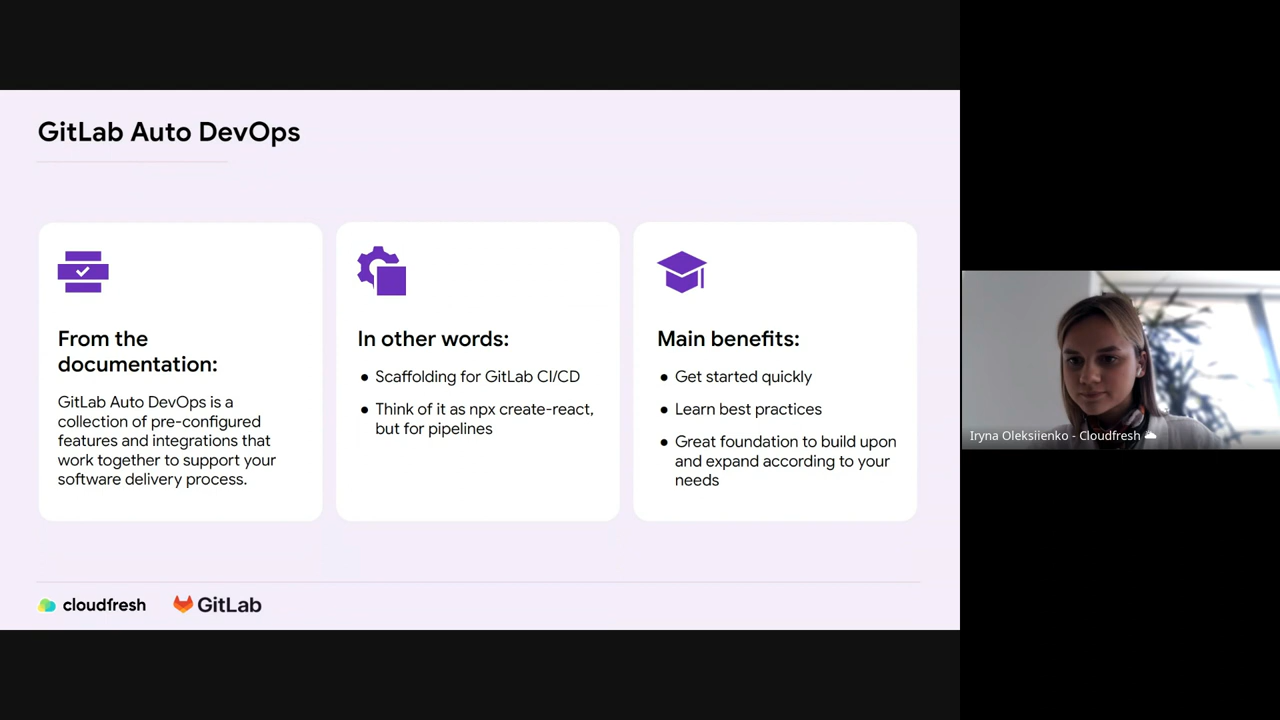 GitLab Auto DevOps
From the
documentation:
GitLab Auto DevOps is a
collection of pre-configured
features and integrations that
work together to support your
software delivery process.
In other words:
● Scaffolding for GitLab CI/CD
● Think of it as npx create-react,
but for pipelines
Main benefits:
● Get started quickly
● Learn best practices
● Great foundation to build upon
and expand according to your
needs
cloudfresh
GitLab
Iryna Oleksiienko - Cloudfresh